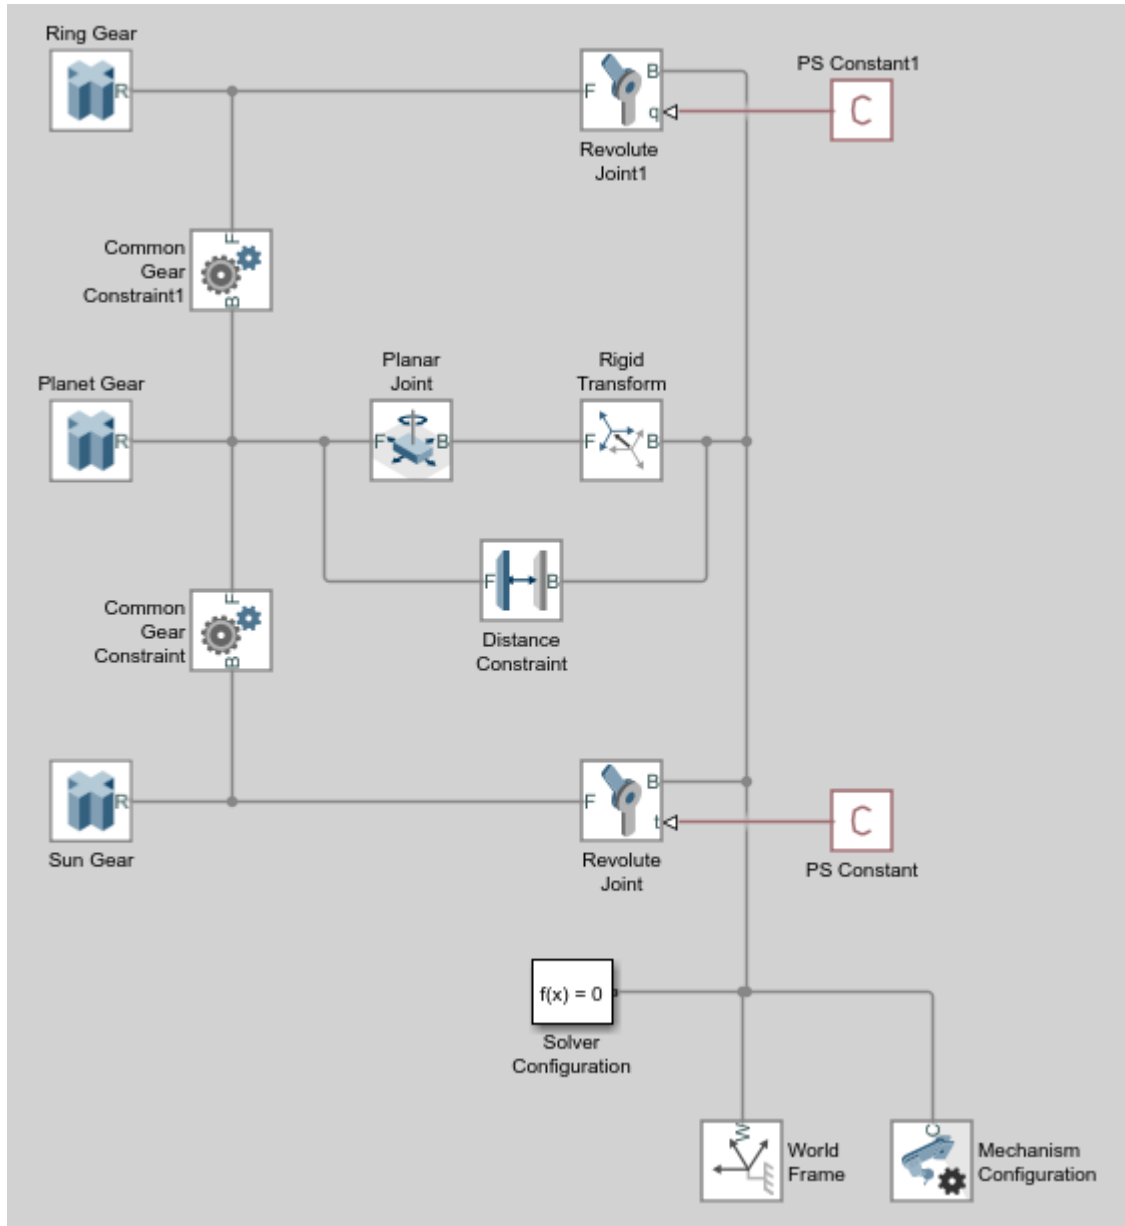 Ring Gear
R
F
B
q
Revolute
Joint1
PS Constant1
C
Common
Gear
Constraint1
F
B
Planet Gear
R
Planar
Joint
F
B
Rigid
Transform
F
B
F
B
Distance
Constraint
Common
Gear
Constraint
F
B
R
Sun Gear
F
B
t
Revolute
Joint
C
PS Constant
f(x) = 0
Solver
Configuration
W
World
Frame
C
Mechanism
Configuration